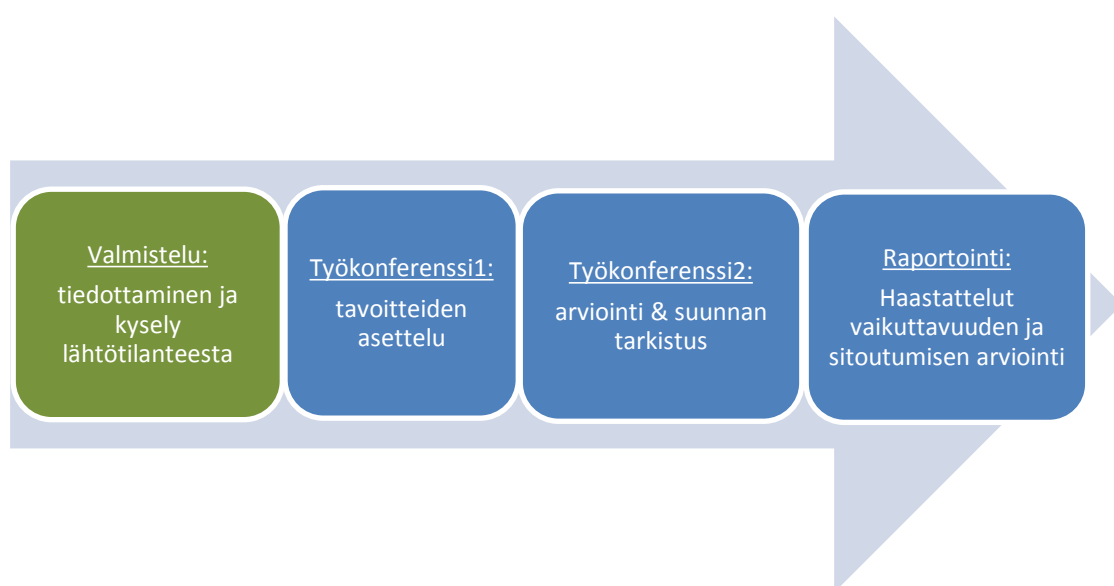 Valmistelu:
tiedottaminen ja
kysely
lähtötilanteesta
Työkonferenssi1:
tavoitteiden
asettelu
Työkonferenssi2:
arviointi & suunnan
tarkistus
Raportointi:
Haastattelut
vaikuttavuuden ja
sitoutumisen arviointi